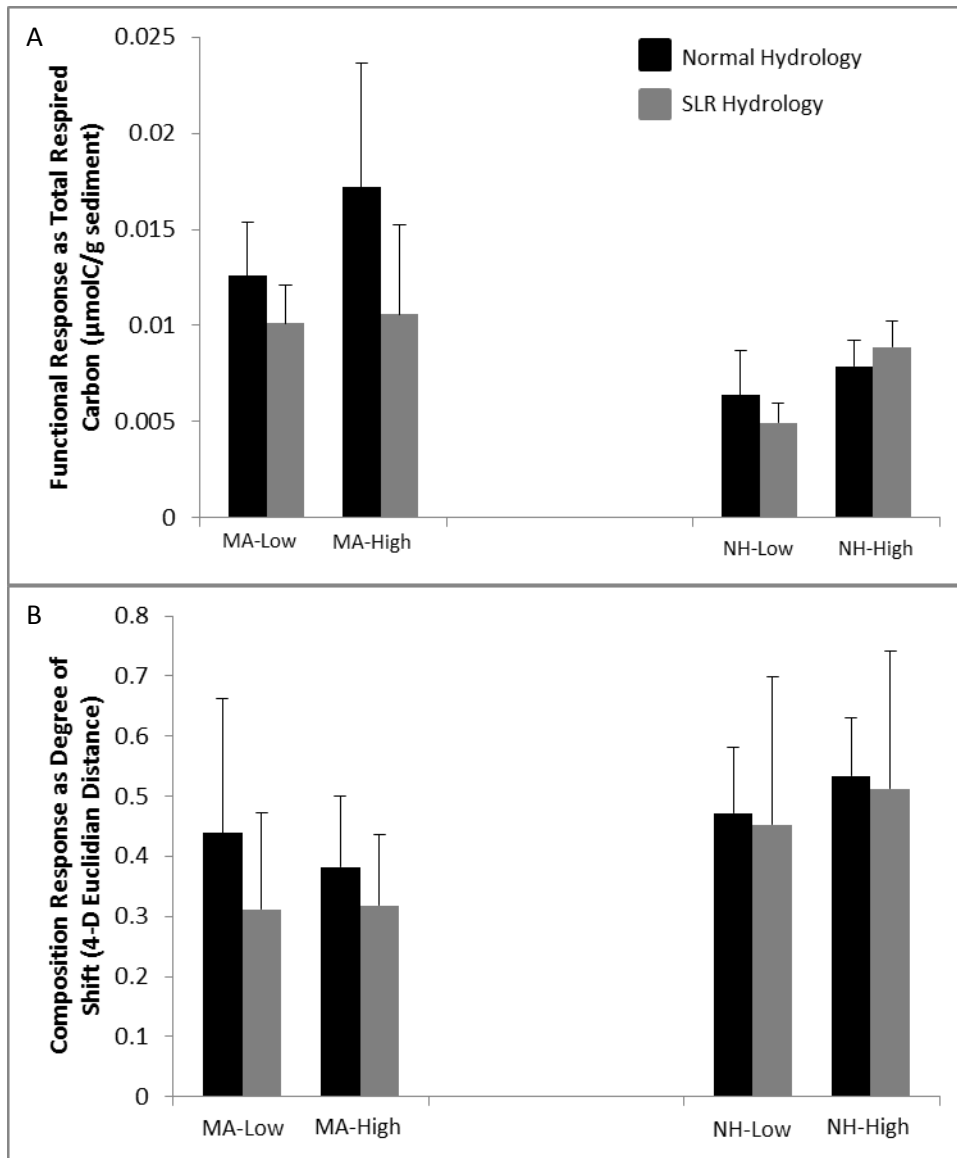 A
Functional Response as Total Respired
Carbon (µmolC/g sediment)
0.025
0.02
0.015
0.01
0.005
0
Normal Hydrology
SLR Hydrology
MA-Low
MA-High
NH-Low
NH-High
B
Composition Response as Degree of
Shift (4-D Euclidian Distance)
0.8
0.7
0.6
0.5
0.4
0.3
0.2
0.1
0
MA-Low
MA-High
NH-Low
NH-High